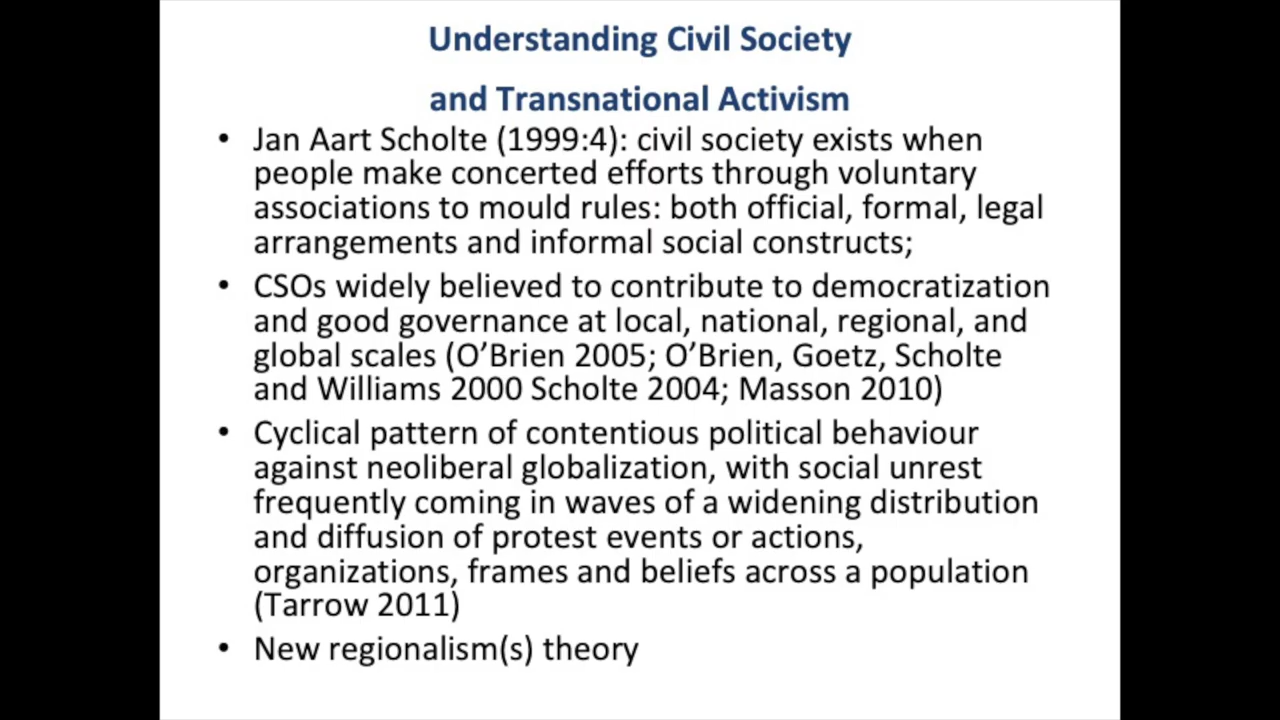 Understanding Civil Society
and Transnational Activism
• Jan Aart Scholte (1999:4): civil society exists when
people make concerted efforts through voluntary
associations to mould rules: both official, formal, legal
arrangements and informal social constructs;
• CSOs widely believed to contribute to democratization
and good governance at local, national, regional, and
global scales (O’Brien 2005; O’Brien, Goetz, Scholte
and Williams 2000 Scholte 2004; Masson 2010)
• Cyclical pattern of contentious political behaviour
against neoliberal globalization, with social unrest
frequently coming in waves of a widening distribution
and diffusion of protest events or actions,
organizations, frames and beliefs across a population
(Tarrow 2011)
• New regionalism(s) theory